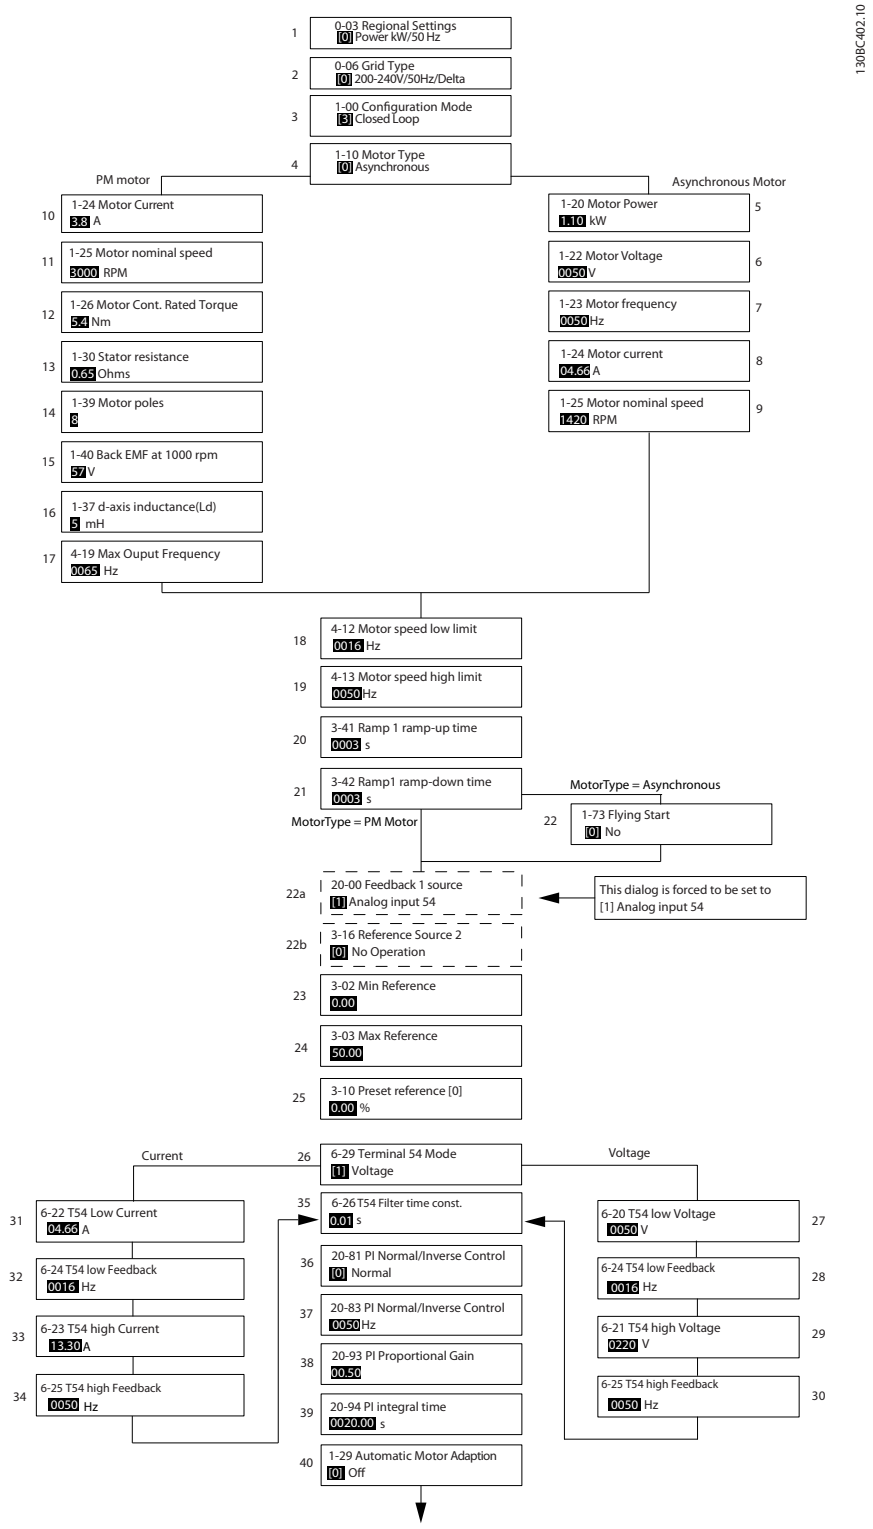 130BC402.10
1
0-03 Regional Settings
[0] Power kW/50 Hz
2
0-06 Grid Type
[0] 200-240V/50Hz/Delta
3
1-00 Configuration Mode
[3] Closed Loop
4
1-10 Motor Type
[0] Asynchronous
PM motor
Asynchronous Motor
10
1-24 Motor Current
3.8 A
11
1-25 Motor nominal speed
3000 RPM
12
1-26 Motor Cont. Rated Torque
5.4 Nm
13
1-30 Stator resistance
0.65 Ohms
14
1-39 Motor poles
8
15
1-40 Back EMF at 1000 rpm
57 V
16
1-37 d-axis inductance(Ld)
5 mH
17
4-19 Max Ouput Frequency
0065 Hz
1-20 Motor Power
1.10 kW
5
1-22 Motor Voltage
0050 V
6
1-23 Motor frequency
0050 Hz
7
1-24 Motor current
04.66 A
8
1-25 Motor nominal speed
1420 RPM
9
18
4-12 Motor speed low limit
0016 Hz
19
4-13 Motor speed high limit
0050 Hz
20
3-41 Ramp 1 ramp-up time
0003 s
21
3-42 Ramp1 ramp-down time
0003 s
MotorType = Asynchronous
MotorType = PM Motor
22
1-73 Flying Start
[0] No
22a
20-00 Feedback 1 source
[1] Analog input 54
This dialog is forced to be set to
[1] Analog input 54
22b
3-16 Reference Source 2
[0] No Operation
23
3-02 Min Reference
0.00
24
3-03 Max Reference
50.00
25
3-10 Preset reference [0]
0.00 %
Current
26
6-29 Terminal 54 Mode
[1] Voltage
Voltage
31
6-22 T54 Low Current
04.66 A
32
6-24 T54 low Feedback
0016 Hz
33
6-23 T54 high Current
13.30 A
34
6-25 T54 high Feedback
0050 Hz
35
6-26 T54 Filter time const.
0.01 s
36
20-81 PI Normal/Inverse Control
[0] Normal
37
20-83 PI Normal/Inverse Control
0050 Hz
38
20-93 PI Proportional Gain
00.50
39
20-94 PI integral time
0020.00 s
40
1-29 Automatic Motor Adaption
[0] Off
6-20 T54 low Voltage
0050 V
27
6-24 T54 low Feedback
0016 Hz
28
6-21 T54 high Voltage
0220 V
29
6-25 T54 high Feedback
0050 Hz
30